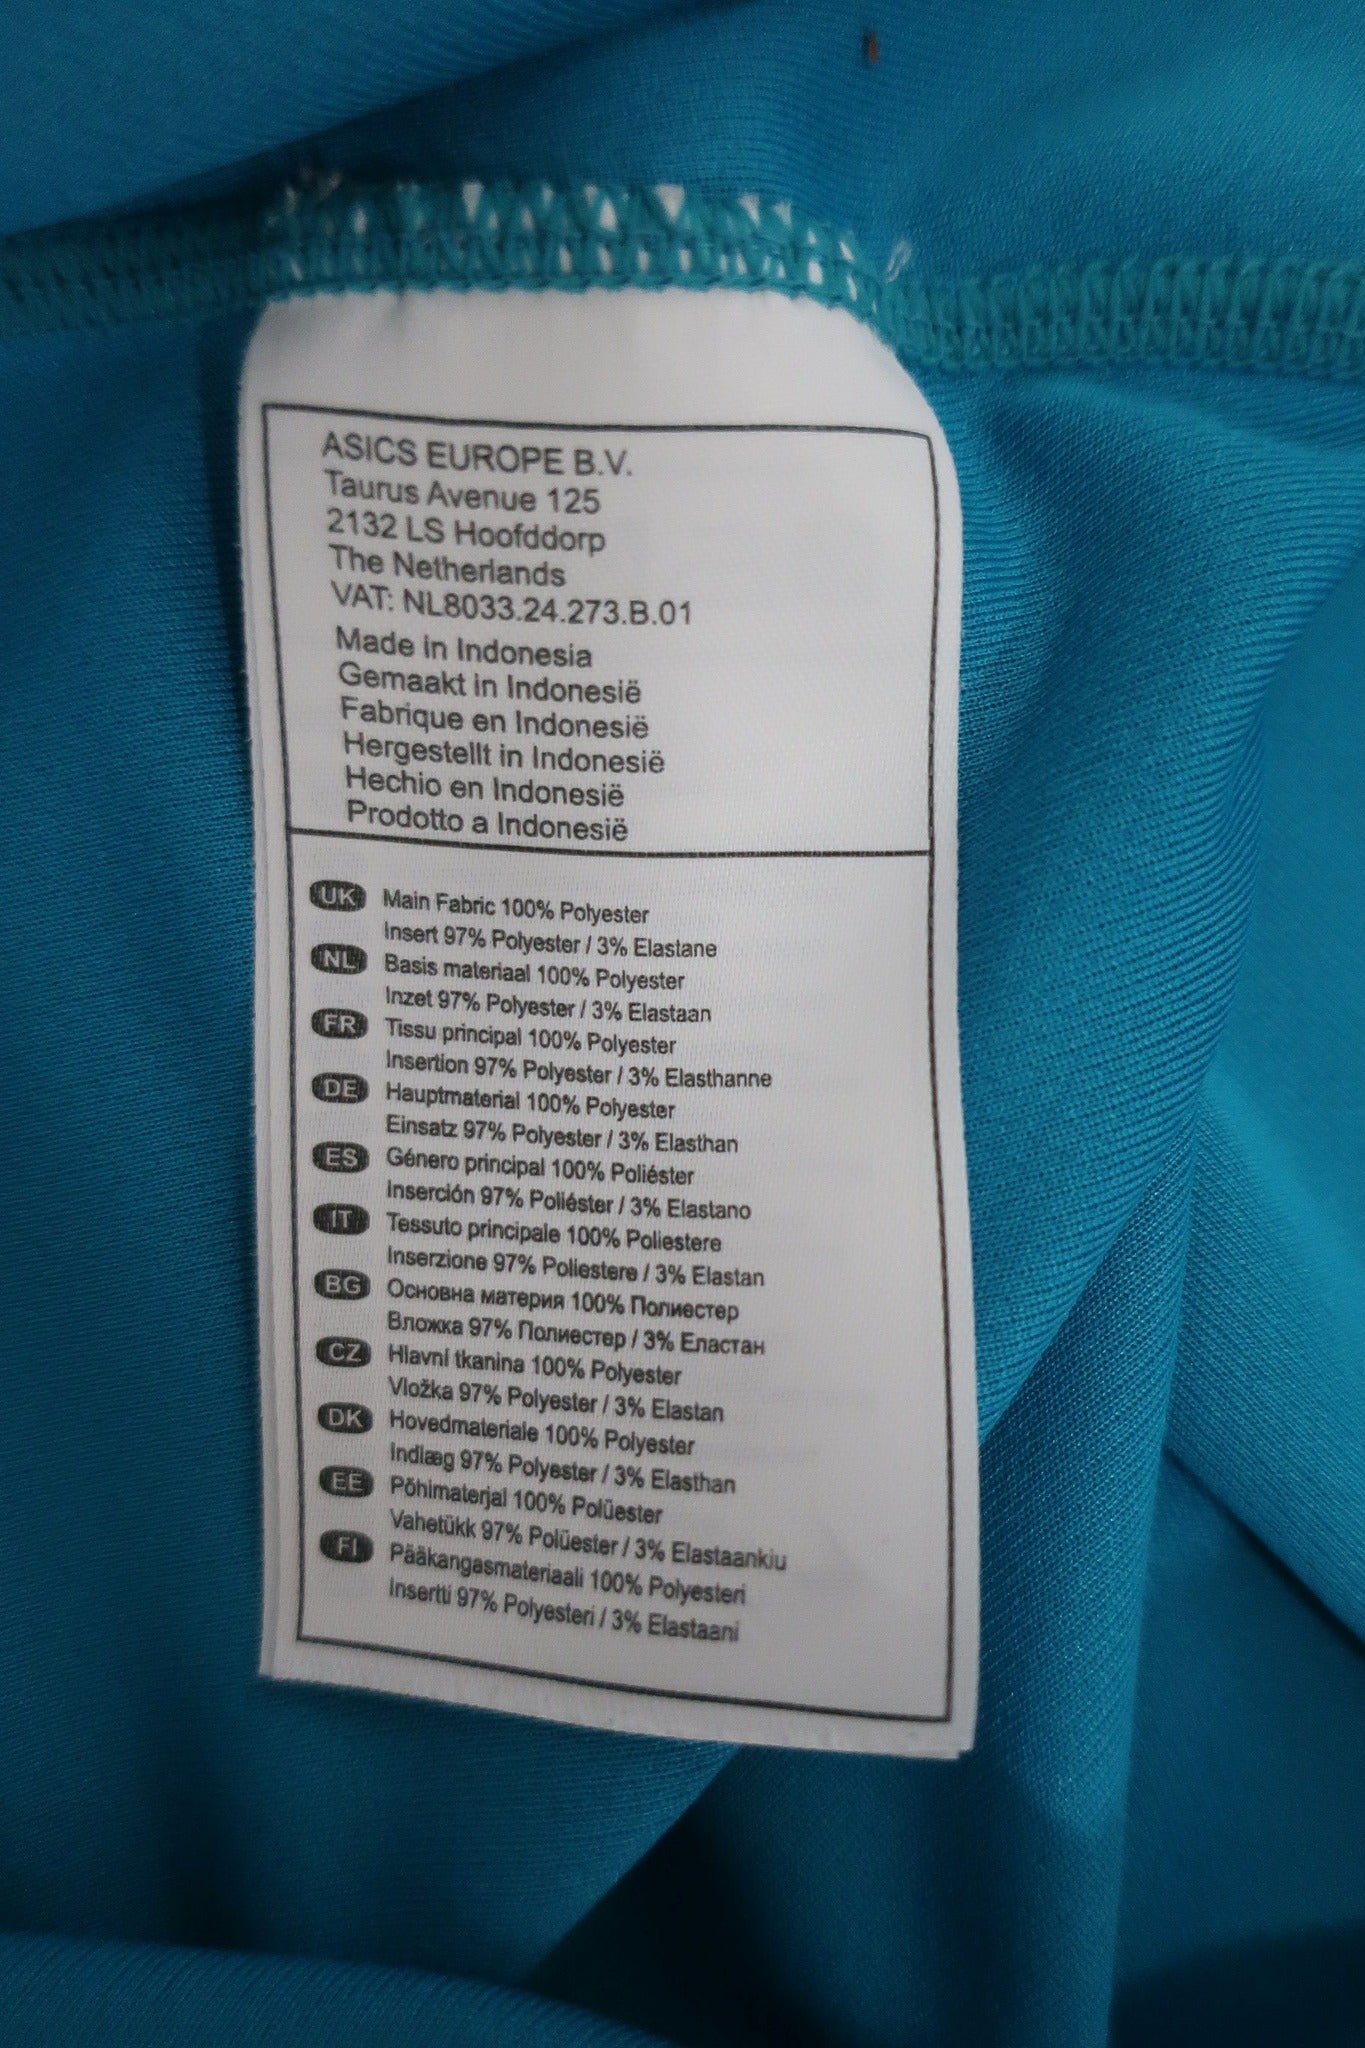 ASICS EUROPE B.V.
Taurus Avenue 125
2132 LS Hoofddorp
The Netherlands
VAT: NL8033.24.273.B.01
Made in Indonesia
Gemaakt in Indonesië
Fabrique en Indonesië
Hergestellt in Indonesië
Hechio en Indonesië
Prodotto a Indonesië
UK Main Fabric 100% Polyester
Insert 97% Polyester / 3% Elastane
NL Basis materiaal 100% Polyester
Inzet 97% Polyester / 3% Elastaan
FR Tissu principal 100% Polyester
Insertion 97% Polyester / 3% Elasthanne
DE Hauptmaterial 100% Polyester
Einsatz 97% Polyester / 3% Elasthan
ES Género principal 100% Poliéster
Inserción 97% Poliéster / 3% Elastano
IT Tessuto principale 100% Poliestere
Inserzione 97% Poliestere / 3% Elastan
BG Основна материя 100% Полиестер
Вложка 97% Полиестер / 3% Еластан
CZ Hlavní tkanina 100% Polyester
Vložka 97% Polyester / 3% Elastan
DK Hovedmateriale 100% Polyester
Indlæg 97% Polyester / 3% Elasthan
EE Põhimaterjal 100% Polüester
Vahetükk 97% Polüester / 3% Elastaankiu
FI Pääkangasmateriaali 100% Polyesteri
Insertti 97% Polyesteri / 3% Elastaani